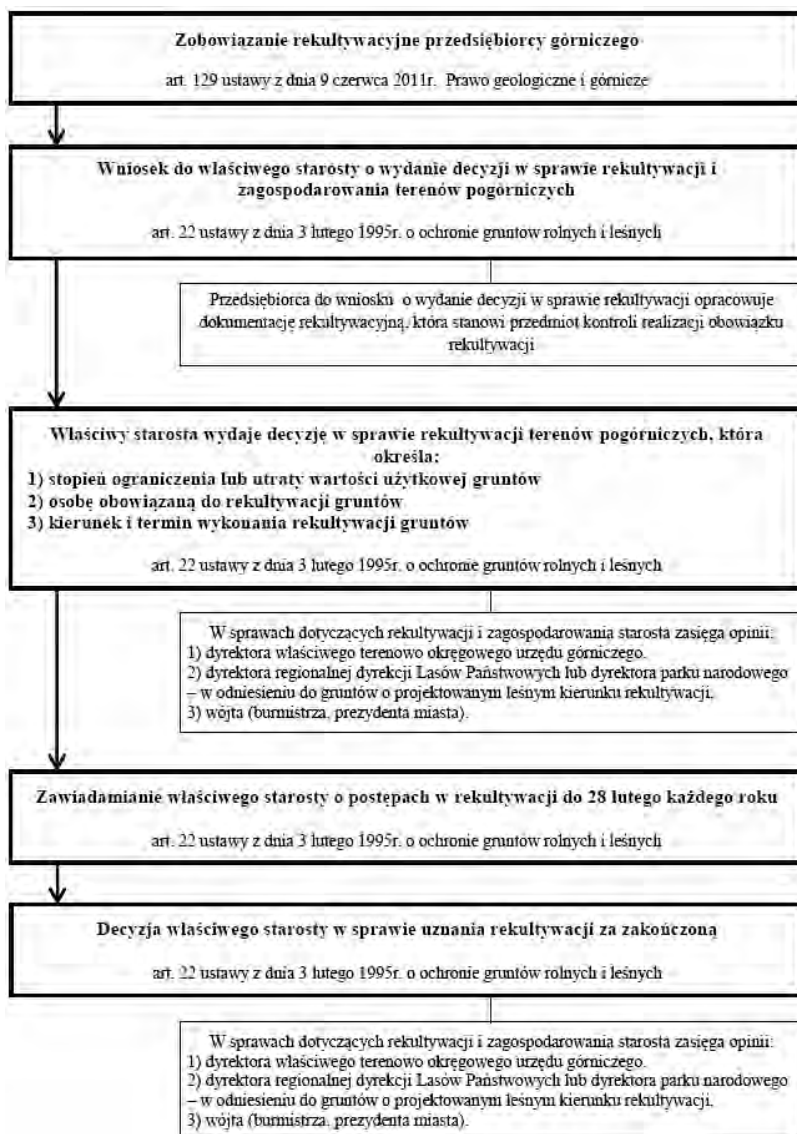 Zobowiązanie rekultywacyjne przedsiębiorcy górniczego
art. 129 ustawy z dnia 9 czerwca 2011r. Prawo geologiczne i górnicze
Wniosek do właściwego starosty o wydanie decyzji w sprawie rekultywacji i
zagospodarowania terenów pogórniczych
art. 22 ustawy z dnia 3 lutego 1995r. o ochronie gruntów rolnych i leśnych
Przedsiębiorca do wniosku o wydanie decyzji w sprawie rekultywacji opracowuje
dokumentację rekultywacyjną, która stanowi przedmiot kontroli realizacji obowiązku
rekultywacji
Właściwy starosta wydaje decyzję w sprawie rekultywacji terenów pogórniczych, która
określa:
1) stopień ograniczenia lub utraty wartości użytkowej gruntów
2) osobę obowiązaną do rekultywacji gruntów
3) kierunek i termin wykonania rekultywacji gruntów
art. 22 ustawy z dnia 3 lutego 1995r. o ochronie gruntów rolnych i leśnych
W sprawach dotyczących rekultywacji i zagospodarowania starosta zasięga opinii:
1) dyrektora właściwego terenowo okręgowego urzędu górniczego.
2) dyrektora regionalnej dyrekcji Lasów Państwowych lub dyrektora parku narodowego
– w odniesieniu do gruntów o projektowanym leśnym kierunku rekultywacji,
3) wójta (burmistrza, prezydenta miasta).
Zawiadamianie właściwego starosty o postępach w rekultywacji do 28 lutego każdego roku
art. 22 ustawy z dnia 3 lutego 1995r. o ochronie gruntów rolnych i leśnych
Decyzja właściwego starosty w sprawie uznania rekultywacji za zakończoną
art. 22 ustawy z dnia 3 lutego 1995r. o ochronie gruntów rolnych i leśnych
W sprawach dotyczących rekultywacji i zagospodarowania starosta zasięga opinii:
1) dyrektora właściwego terenowo okręgowego urzędu górniczego.
2) dyrektora regionalnej dyrekcji Lasów Państwowych lub dyrektora parku narodowego
– w odniesieniu do gruntów o projektowanym leśnym kierunku rekultywacji,
3) wójta (burmistrza, prezydenta miasta).